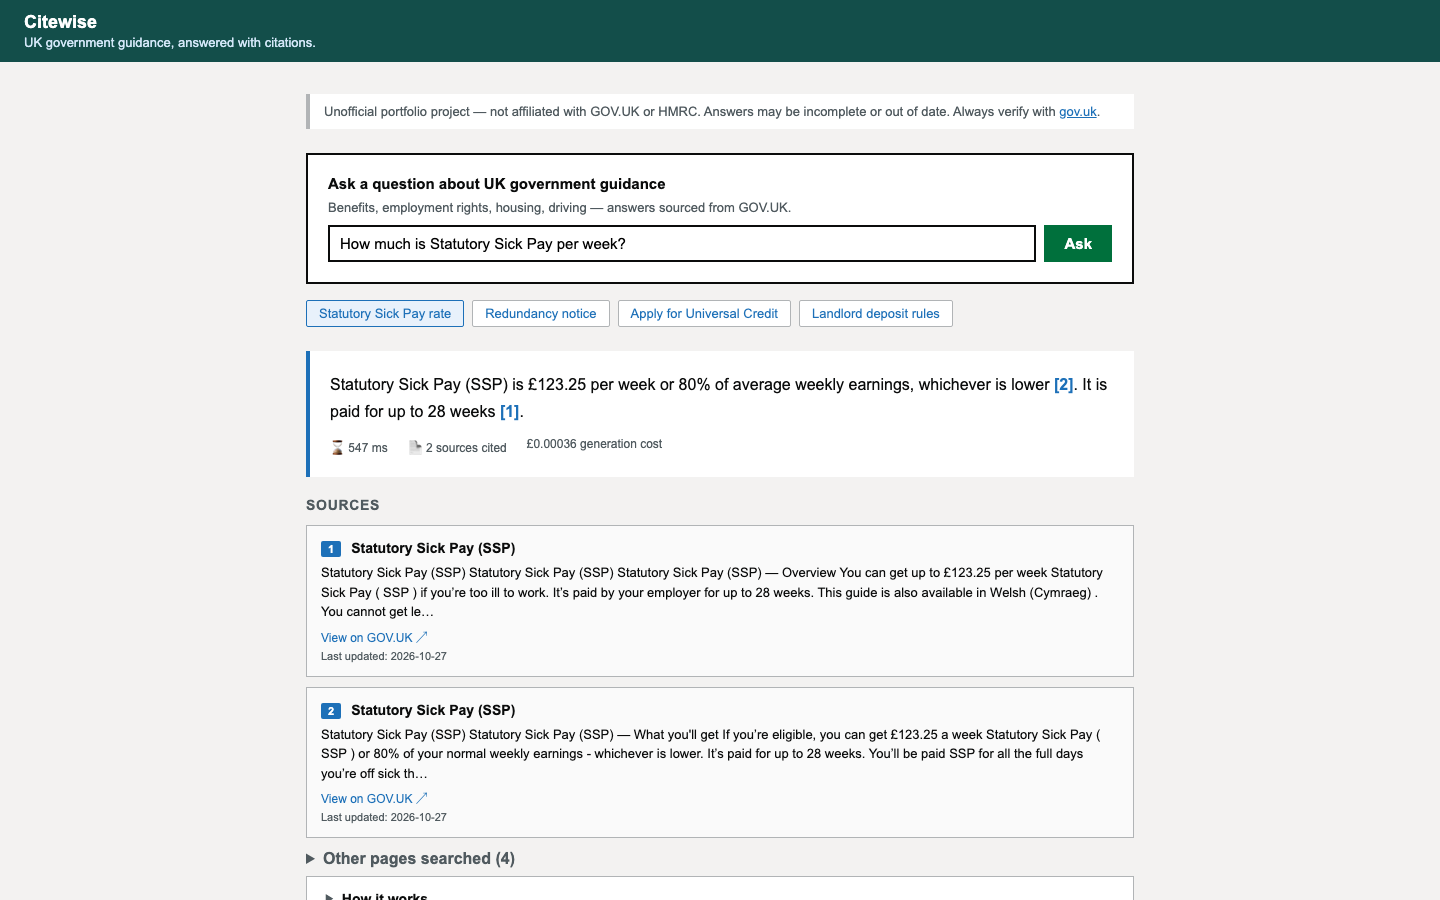 Citewise
UK government guidance, answered with citations.
Unofficial portfolio project — not affiliated with GOV.UK or HMRC. Answers may be incomplete or out of date. Always verify with gov.uk.
Ask a question about UK government guidance
Benefits, employment rights, housing, driving — answers sourced from GOV.UK.
How much is Statutory Sick Pay per week?
Ask
Statutory Sick Pay rate
Redundancy notice
Apply for Universal Credit
Landlord deposit rules
Statutory Sick Pay (SSP) is £123.25 per week or 80% of average weekly earnings, whichever is lower [2]. It is
paid for up to 28 weeks [1].
547 ms
2 sources cited
£0.00036 generation cost
SOURCES
1 Statutory Sick Pay (SSP)
Statutory Sick Pay (SSP) Statutory Sick Pay (SSP) Statutory Sick Pay (SSP) — Overview You can get up to £123.25 per week Statutory
Sick Pay ( SSP ) if you’re too ill to work. It’s paid by your employer for up to 28 weeks. This guide is also available in Welsh (Cymraeg) .
You cannot get le…
View on GOV.UK ↗
Last updated: 2026-10-27
2 Statutory Sick Pay (SSP)
Statutory Sick Pay (SSP) Statutory Sick Pay (SSP) — What you'll get If you’re eligible, you can get £123.25 a week Statutory Sick Pay (
SSP ) or 80% of your normal weekly earnings - whichever is lower. It’s paid for up to 28 weeks. You’ll be paid SSP for all the full days
you’re off sick th…
View on GOV.UK ↗
Last updated: 2026-10-27
Other pages searched (4)
How it works